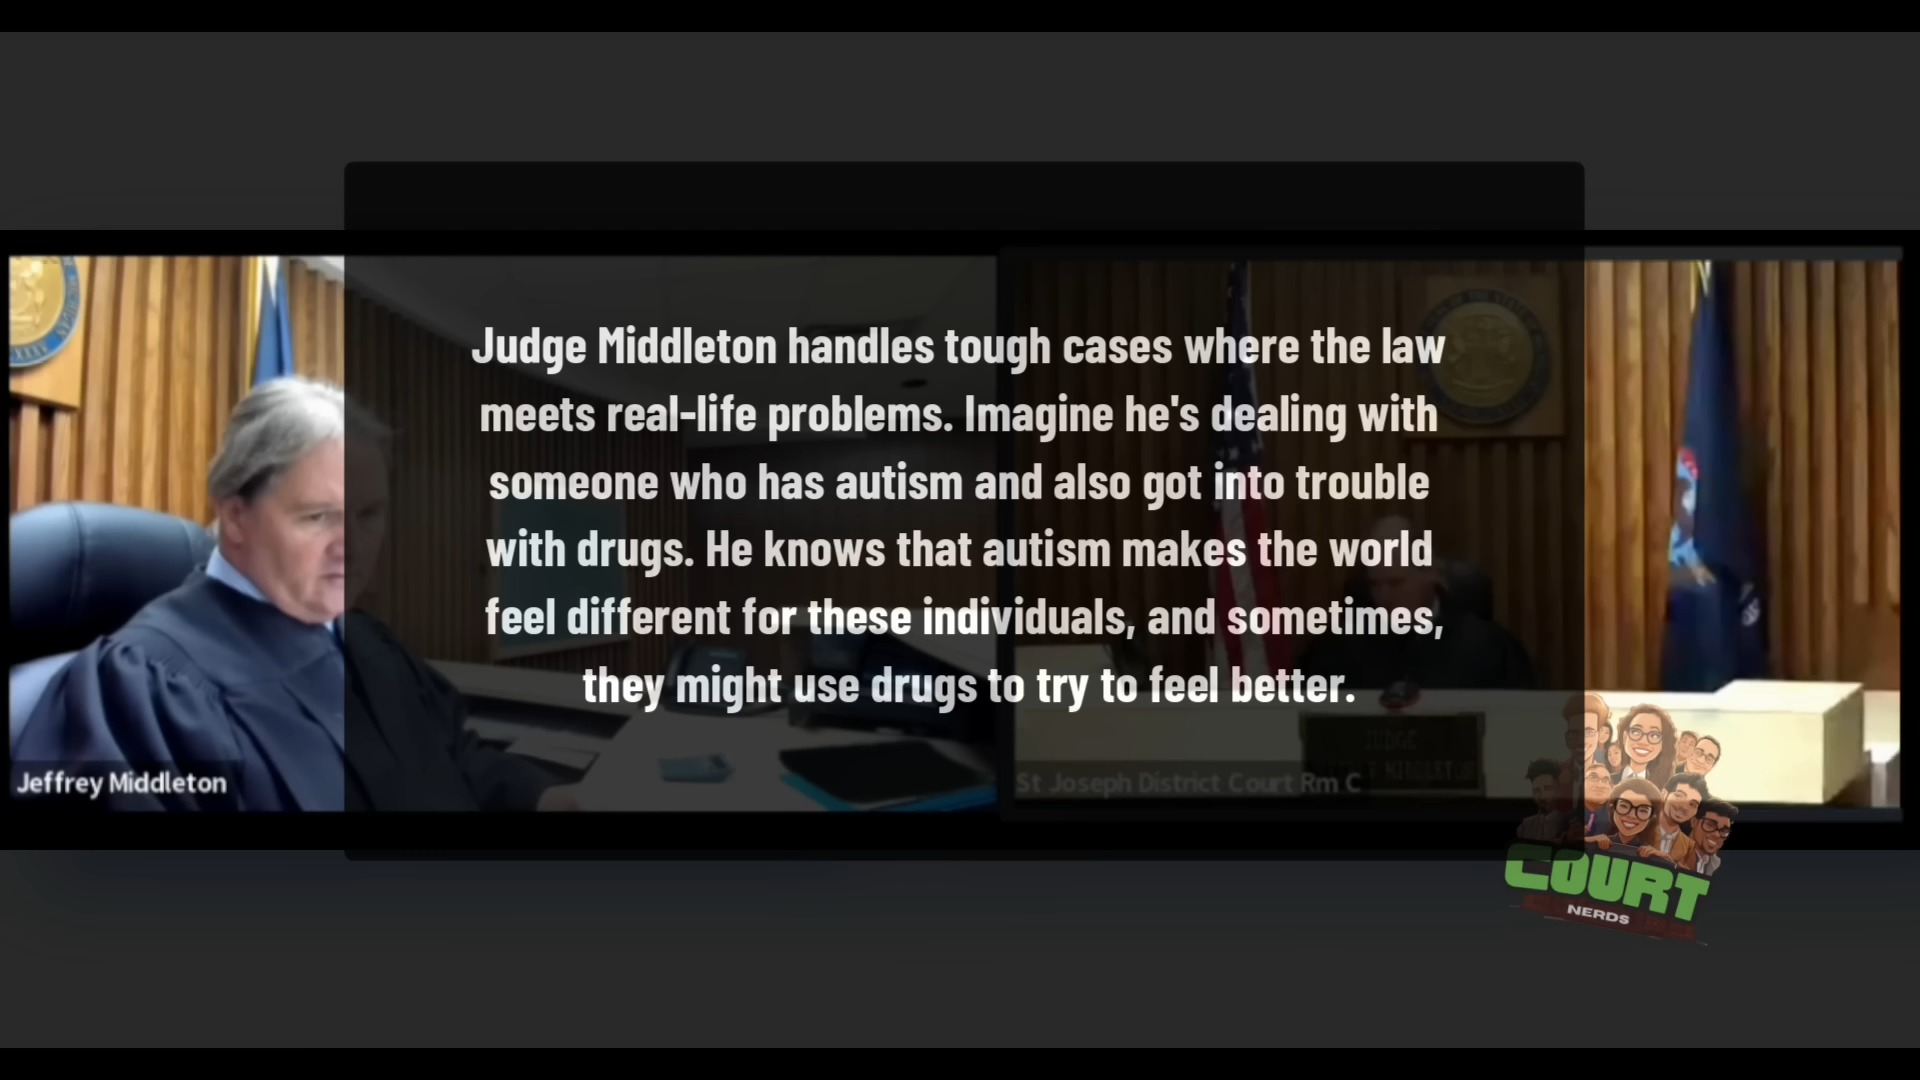 Judge Middleton handles tough cases where the law
meets real-life problems. Imagine he's dealing with
someone who has autism and also got into trouble
with drugs. He knows that autism makes the world
feel different for these individuals, and sometimes,
they might use drugs to try to feel better.
JUDGE
MIDDLETON
Jeffrey Middleton
St Joseph District Court Rm C
COURT
NERDS